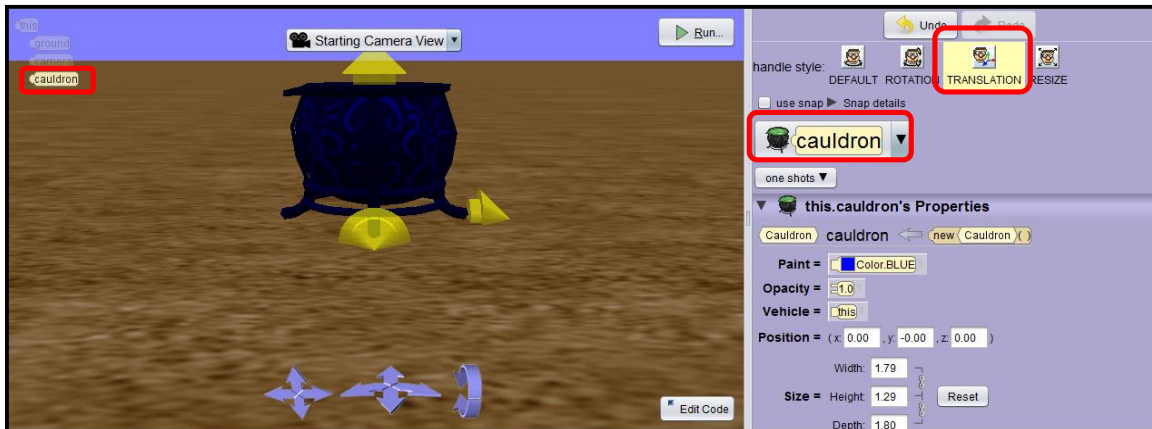 this
ground
camera
cauldron
Starting Camera View
Run...
Edit Code
Undo
Redo
handle style:
DEFAULT ROTATION TRANSLATION RESIZE
use snap Snap details
cauldron
one shots
this.cauldron's Properties
Cauldron cauldron new Cauldron ( )
Paint = Color.BLUE
Opacity = 1.0
Vehicle = this
Position = ( x: 0.00 , y: -0.00 , z: 0.00 )
Width: 1.79
Size = Height: 1.29 Reset
Depth: 1.80